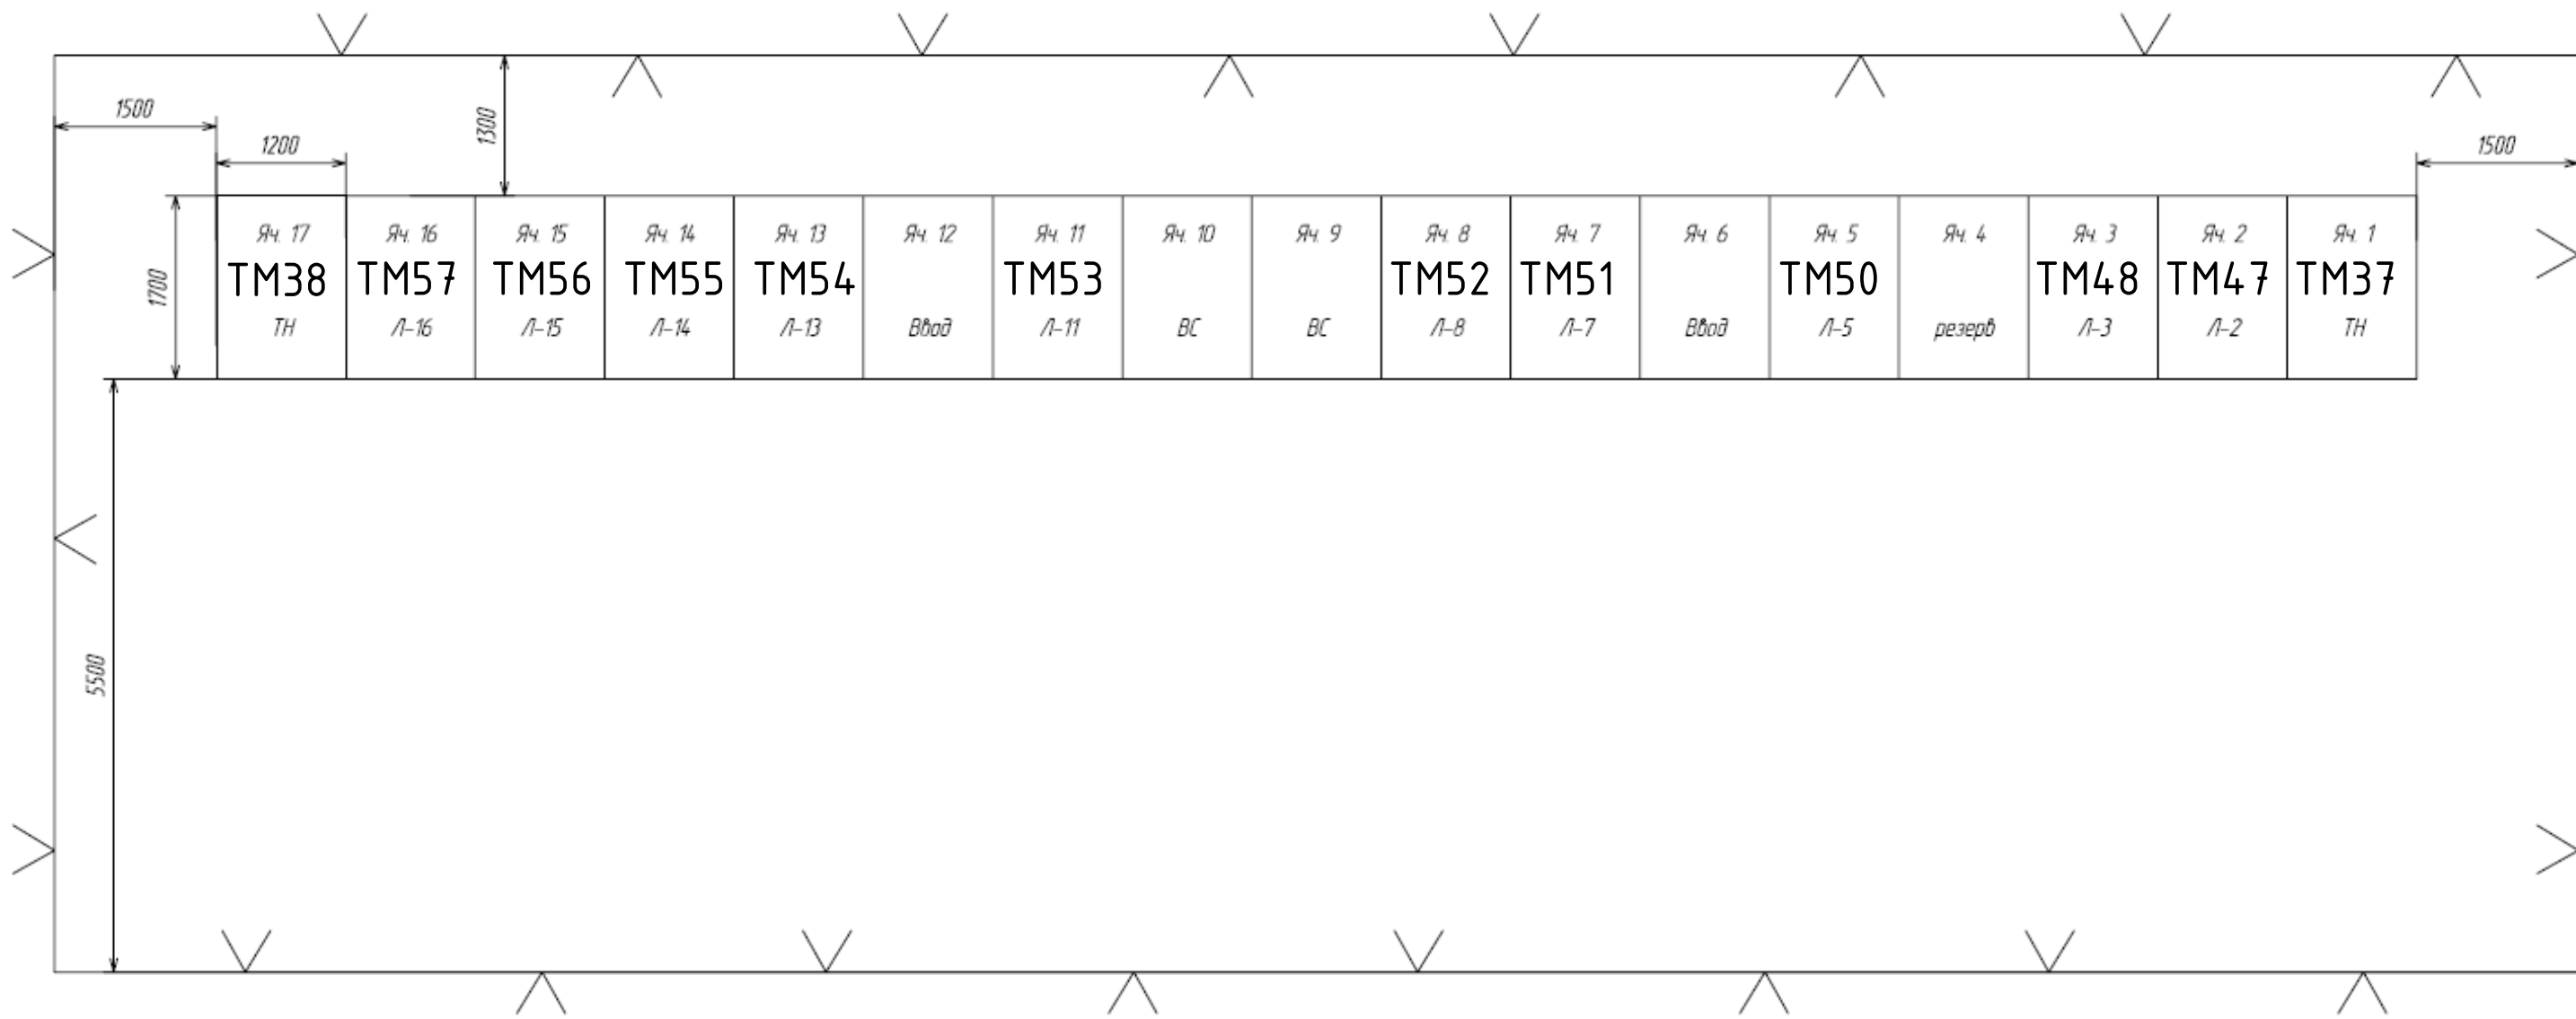 1500
1200
1300
1500
1700
Яч. 17 Яч. 16 Яч. 15 Яч. 14 Яч. 13 Яч. 12 Яч. 11 Яч. 10 Яч. 9 Яч. 8 Яч. 7 Яч. 6 Яч. 5 Яч. 4 Яч. 3 Яч. 2 Яч. 1
ТМ38 ТМ57 ТМ56 ТМ55 ТМ54 ТМ53 ТМ52 ТМ51 ТМ50 ТМ48 ТМ47 ТМ37
ТН Л-16 Л-15 Л-14 Л-13 Ввод Л-11 ВС ВС Л-8 Л-7 Ввод Л-5 резерв Л-3 Л-2 ТН
5500